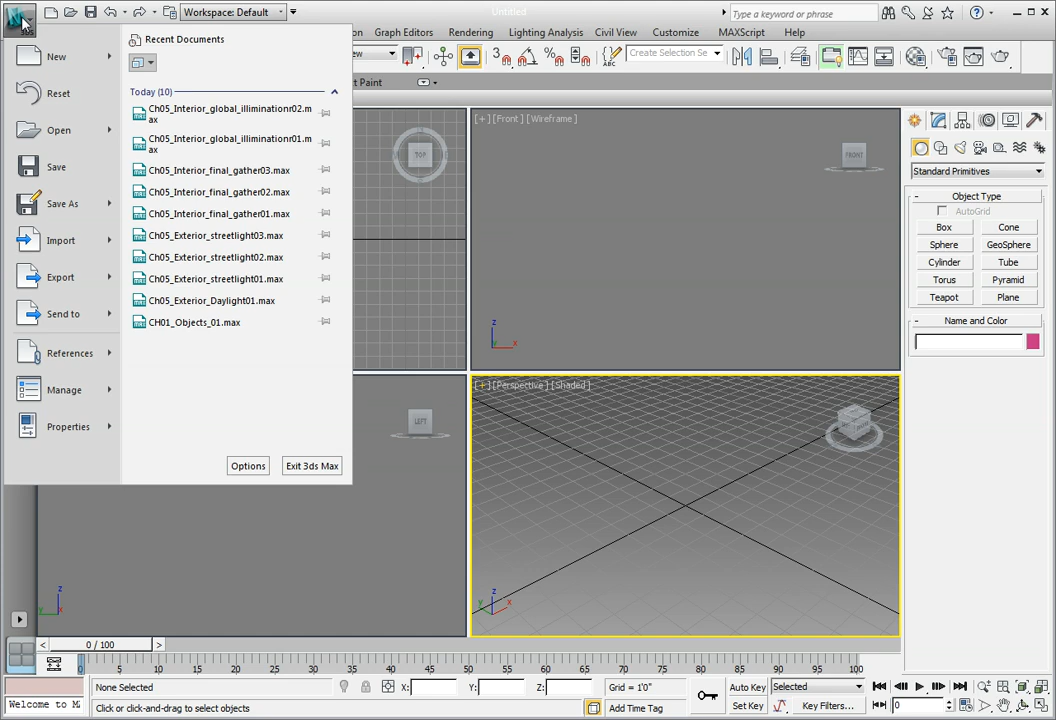 Workspace: Default
Untitled
Type a keyword or phrase
Graph Editors Rendering Lighting Analysis Civil View Customize MAXScript Help
Create Selection Se
t Paint
Recent Documents
New
Reset
Open
Save
Save As
Import
Export
Send to
References
Manage
Properties
Today (10)
Ch05_Interior_global_illiminationr02.m
ax
Ch05_Interior_global_illiminationr01.m
ax
Ch05_Interior_final_gather03.max
Ch05_Interior_final_gather02.max
Ch05_Interior_final_gather01.max
Ch05_Exterior_streetlight03.max
Ch05_Exterior_streetlight02.max
Ch05_Exterior_streetlight01.max
Ch05_Exterior_Daylight01.max
CH01_Objects_01.max
Options Exit 3ds Max
TOP
[+] [Front] [Wireframe]
FRONT
z
x
LEFT
z
y x
[+] [Perspective] [Shaded]
z
y x
Standard Primitives
- Object Type
AutoGrid
Box Cone
Sphere GeoSphere
Cylinder Tube
Torus Pyramid
Teapot Plane
- Name and Color
< 0 / 100 >
0 5 10 15 20 25 30 35 40 45 50 55 60 65 70 75 80 85 90 95 100
None Selected X: Y: Z: Grid = 1'0" Auto Key Selected
Welcome to M Click or click-and-drag to select objects Add Time Tag Set Key Key Filters... 0